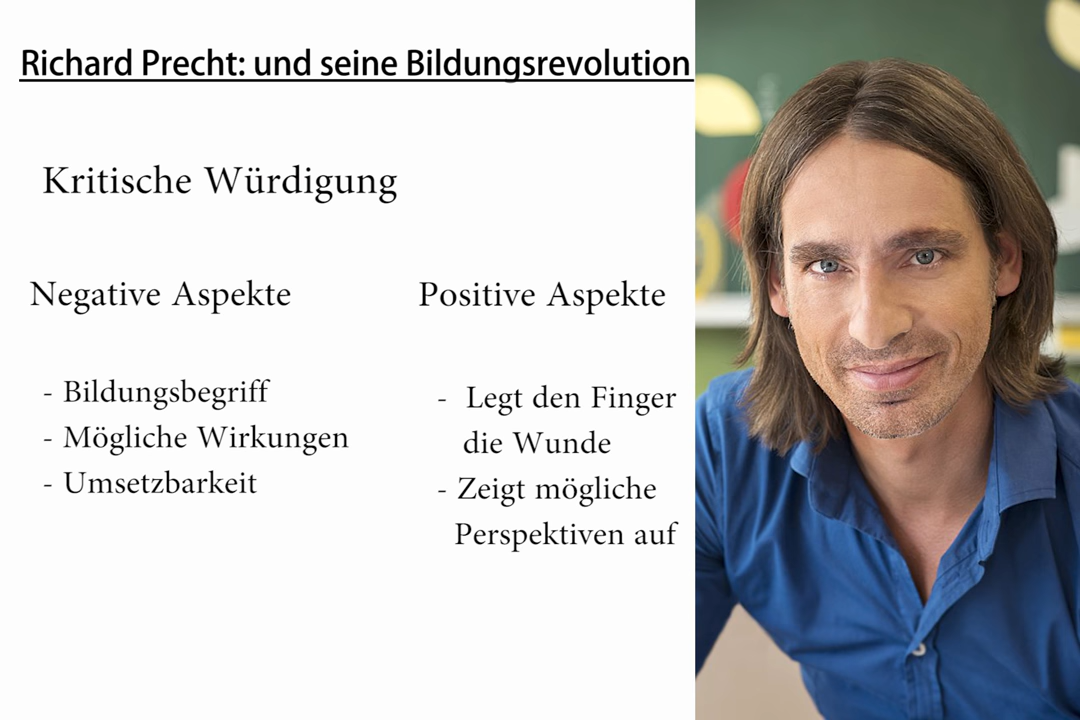 Richard Precht: und seine Bildungsrevolution
Kritische Würdigung
Negative Aspekte
- Bildungsbegriff
- Mögliche Wirkungen
- Umsetzbarkeit
Positive Aspekte
- Legt den Finger
die Wunde
- Zeigt mögliche
Perspektiven auf